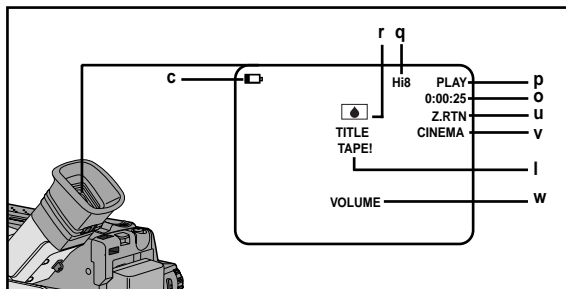 r q
c
Hi8 PLAY p
0:00:25 o
Z.RTN u
TITLE CINEMA v
TAPE! l
VOLUME w